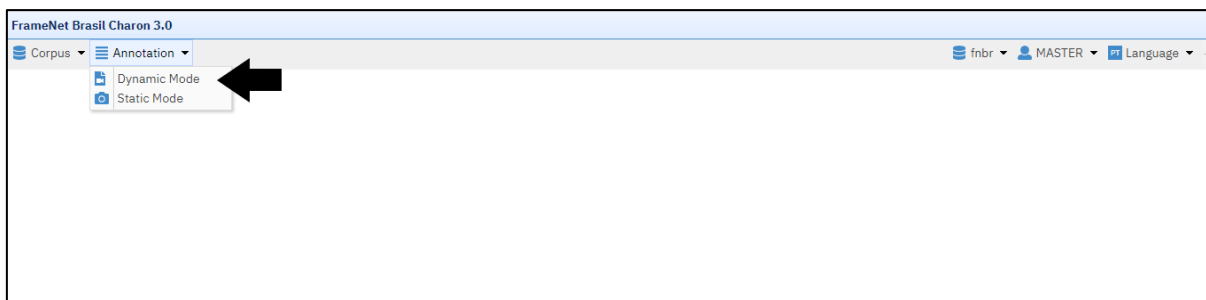 FrameNet Brasil Charon 3.0
Corpus Annotation fnbr MASTER PT Language
Dynamic Mode
Static Mode